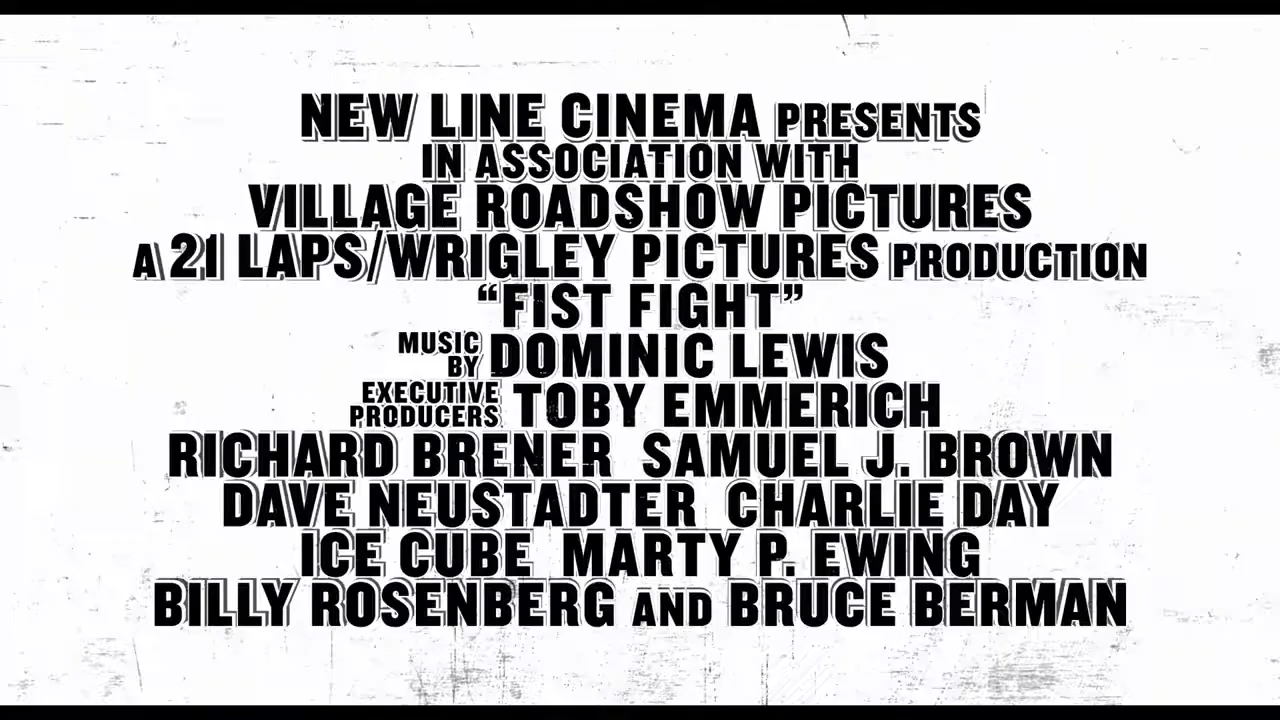 NEW LINE CINEMA PRESENTS
IN ASSOCIATION WITH
VILLAGE ROADSHOW PICTURES
A 21 LAPS/WRIGLEY PICTURES PRODUCTION
“FIST FIGHT”
MUSIC BY DOMINIC LEWIS
EXECUTIVE PRODUCERS TOBY EMMERICH
RICHARD BRENER SAMUEL J. BROWN
DAVE NEUSTADTER CHARLIE DAY
ICE CUBE MARTY P. EWING
BILLY ROSENBERG AND BRUCE BERMAN